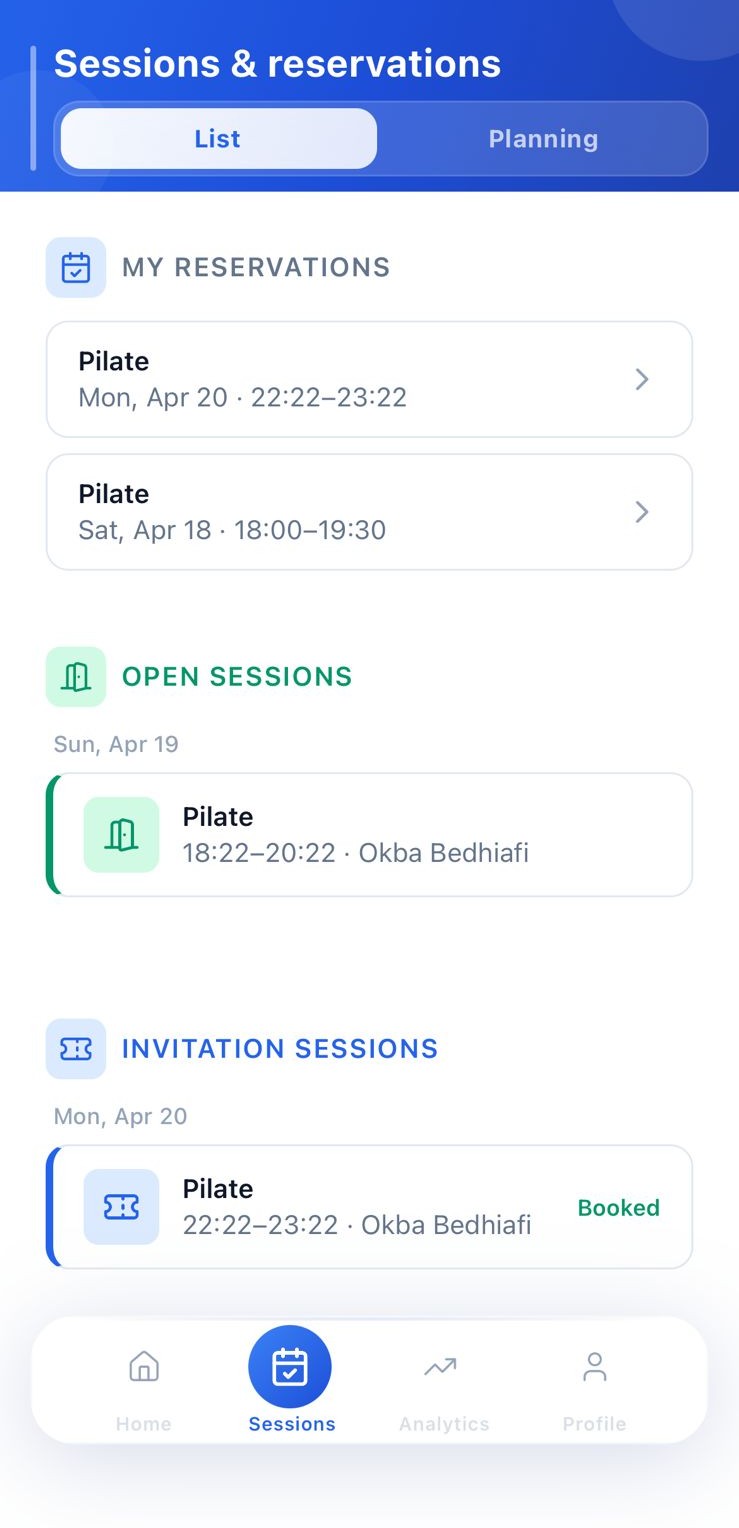 Sessions & reservations
List
Planning
MY RESERVATIONS
Pilate
Mon, Apr 20 · 22:22–23:22
Pilate
Sat, Apr 18 · 18:00–19:30
OPEN SESSIONS
Sun, Apr 19
Pilate
18:22–20:22 · Okba Bedhiafi
INVITATION SESSIONS
Mon, Apr 20
Pilate
22:22–23:22 · Okba Bedhiafi
Booked
Home
Sessions
Analytics
Profile